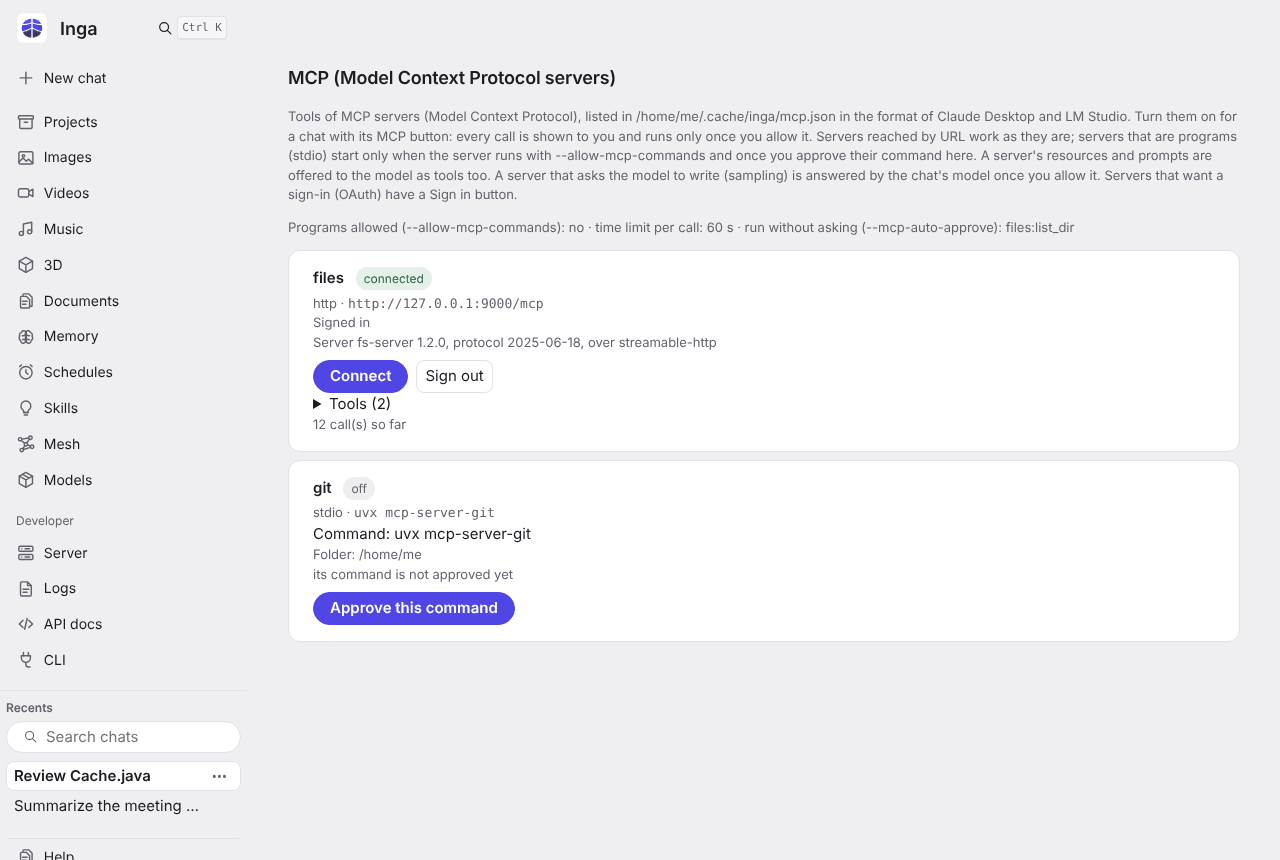 Inga
Ctrl K
New chat
Projects
Images
Videos
Music
3D
Documents
Memory
Schedules
Skills
Mesh
Models
Developer
Server
Logs
API docs
CLI
Recents
Search chats
Review Cache.java
Summarize the meeting ...
Help
MCP (Model Context Protocol servers)
Tools of MCP servers (Model Context Protocol), listed in /home/me/.cache/inga/mcp.json in the format of Claude Desktop and LM Studio. Turn them on for
a chat with its MCP button: every call is shown to you and runs only once you allow it. Servers reached by URL work as they are; servers that are programs
(stdio) start only when the server runs with --allow-mcp-commands and once you approve their command here. A server's resources and prompts are
offered to the model as tools too. A server that asks the model to write (sampling) is answered by the chat's model once you allow it. Servers that want a
sign-in (OAuth) have a Sign in button.
Programs allowed (--allow-mcp-commands): no · time limit per call: 60 s · run without asking (--mcp-auto-approve): files:list_dir
files connected
http · http://127.0.0.1:9000/mcp
Signed in
Server fs-server 1.2.0, protocol 2025-06-18, over streamable-http
Connect Sign out
Tools (2)
12 call(s) so far
git off
stdio · uvx mcp-server-git
Command: uvx mcp-server-git
Folder: /home/me
its command is not approved yet
Approve this command